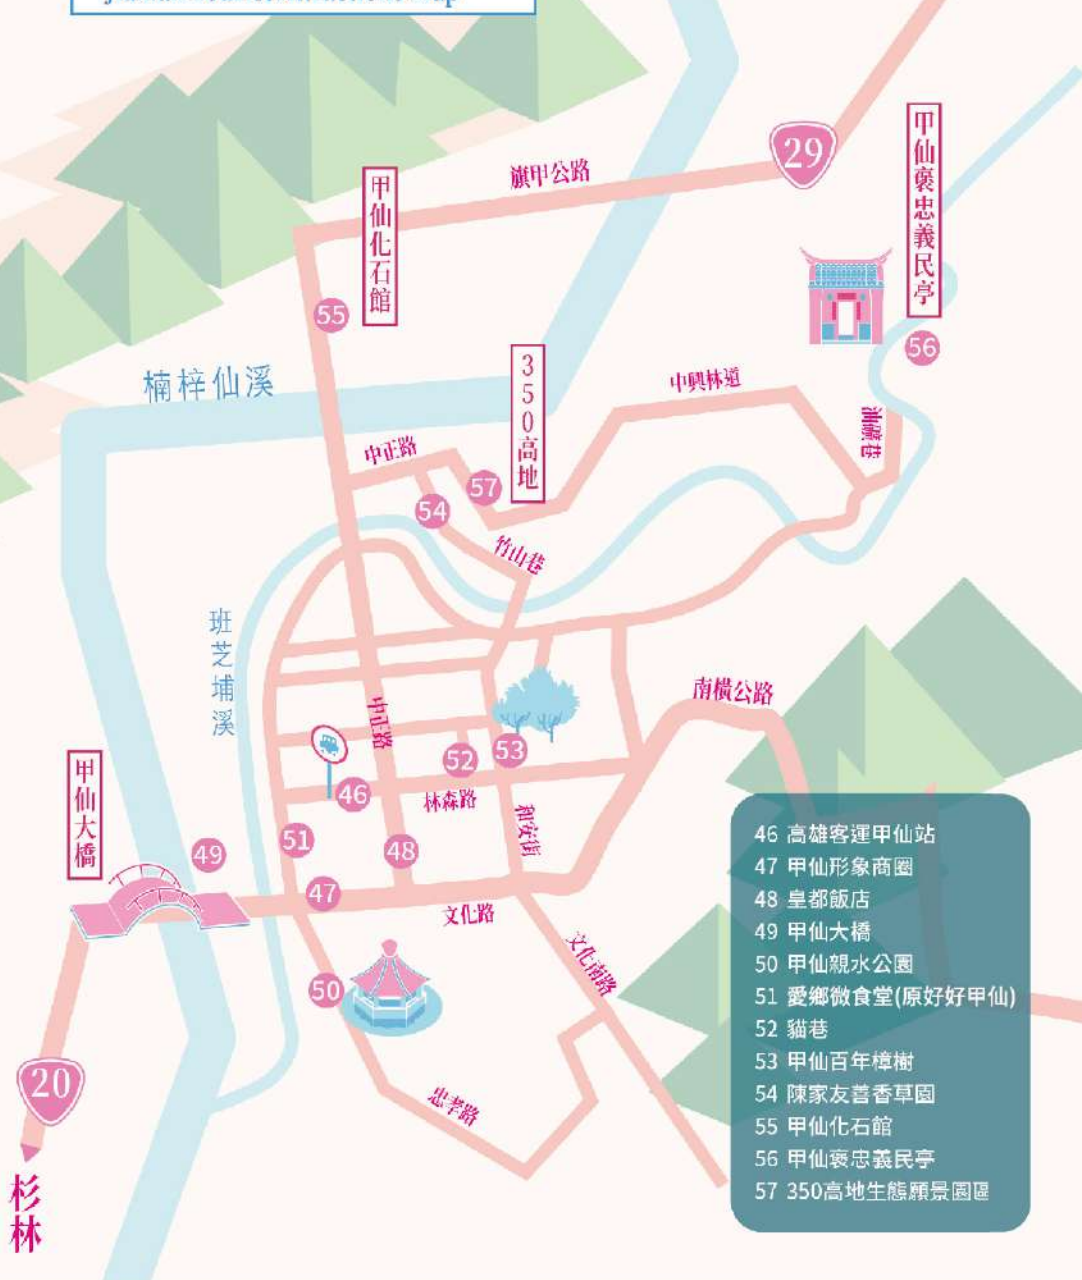 29
旗甲公路
甲仙褒忠義民亭
甲仙化石館
55
56
350高地
楠梓仙溪
中興林道
油礦巷
中正路
57
54
竹山巷
班芝埔溪
南橫公路
中正路
53
52
甲仙大橋
46
林森路
和安街
51
48
49
47
文化路
文化南路
50
20
忠孝路
杉林
46 高雄客運甲仙站
47 甲仙形象商圈
48 皇都飯店
49 甲仙大橋
50 甲仙親水公園
51 愛鄉微食堂(原好好甲仙)
52 貓巷
53 甲仙百年樟樹
54 陳家友善香草園
55 甲仙化石館
56 甲仙褒忠義民亭
57 350高地生態願景園區